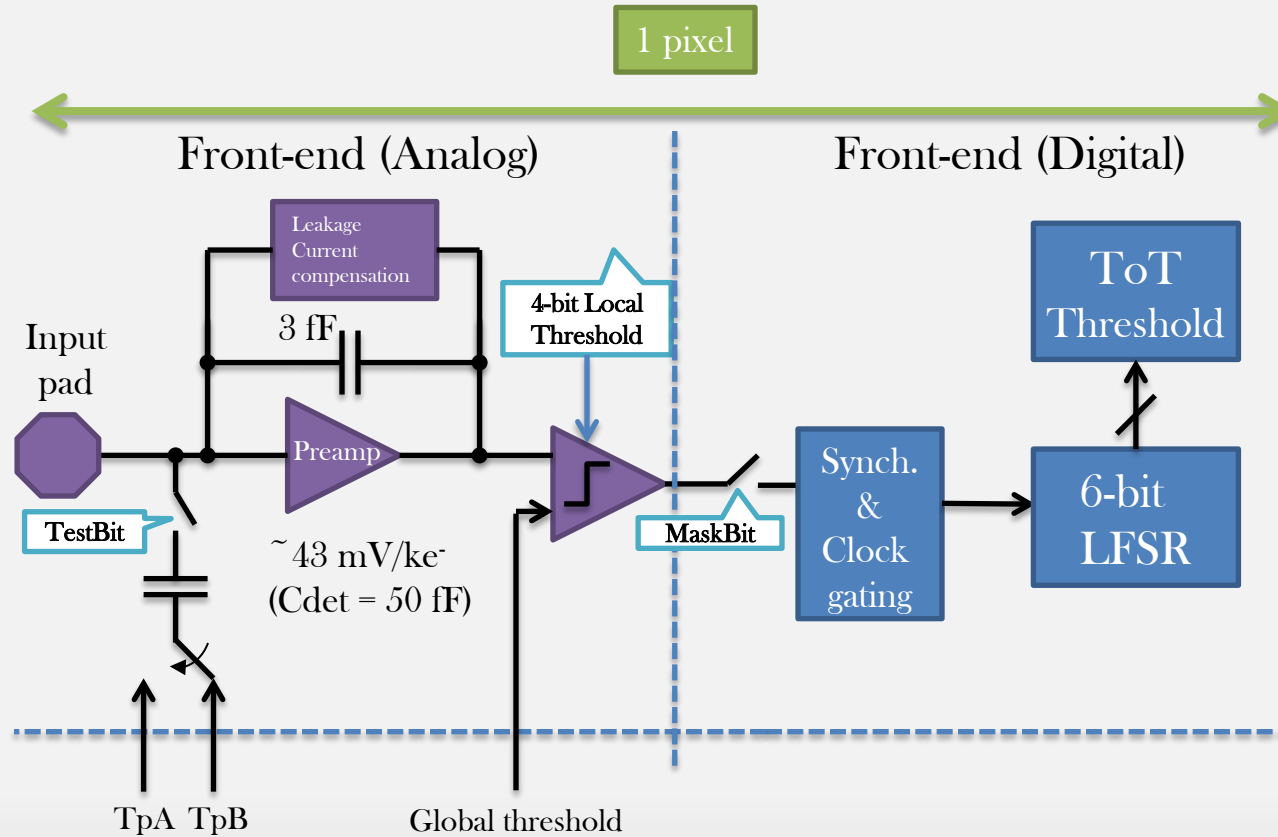 1 pixel
Front-end (Analog)
Front-end (Digital)
Leakage
Current
compensation
3 fF
4-bit Local
Threshold
ToT
Threshold
Input
pad
Preamp
TestBit
~43 mV/ke-
(Cdet = 50 fF)
MaskBit
Synch.
&
Clock
gating
6-bit
LFSR
TpA TpB
Global threshold